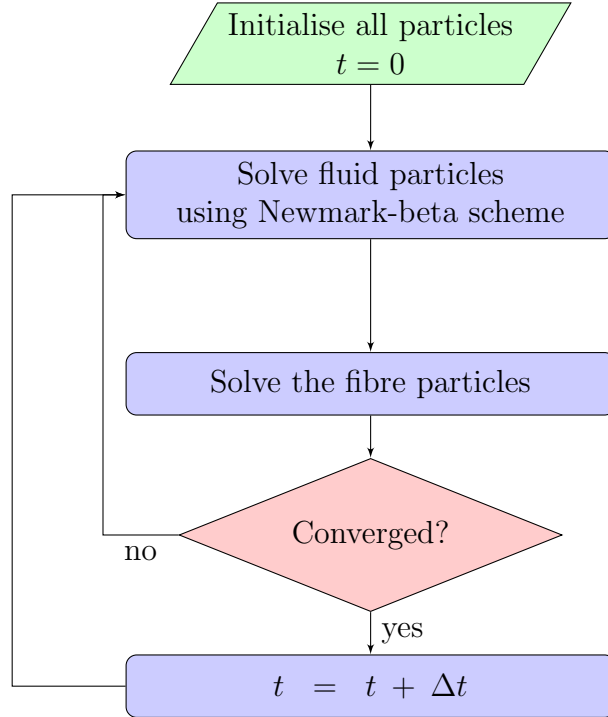 Initialise all particles
t = 0
Solve fluid particles
using Newmark-beta scheme
Solve the fibre particles
Converged?
no
yes
t = t + Δt